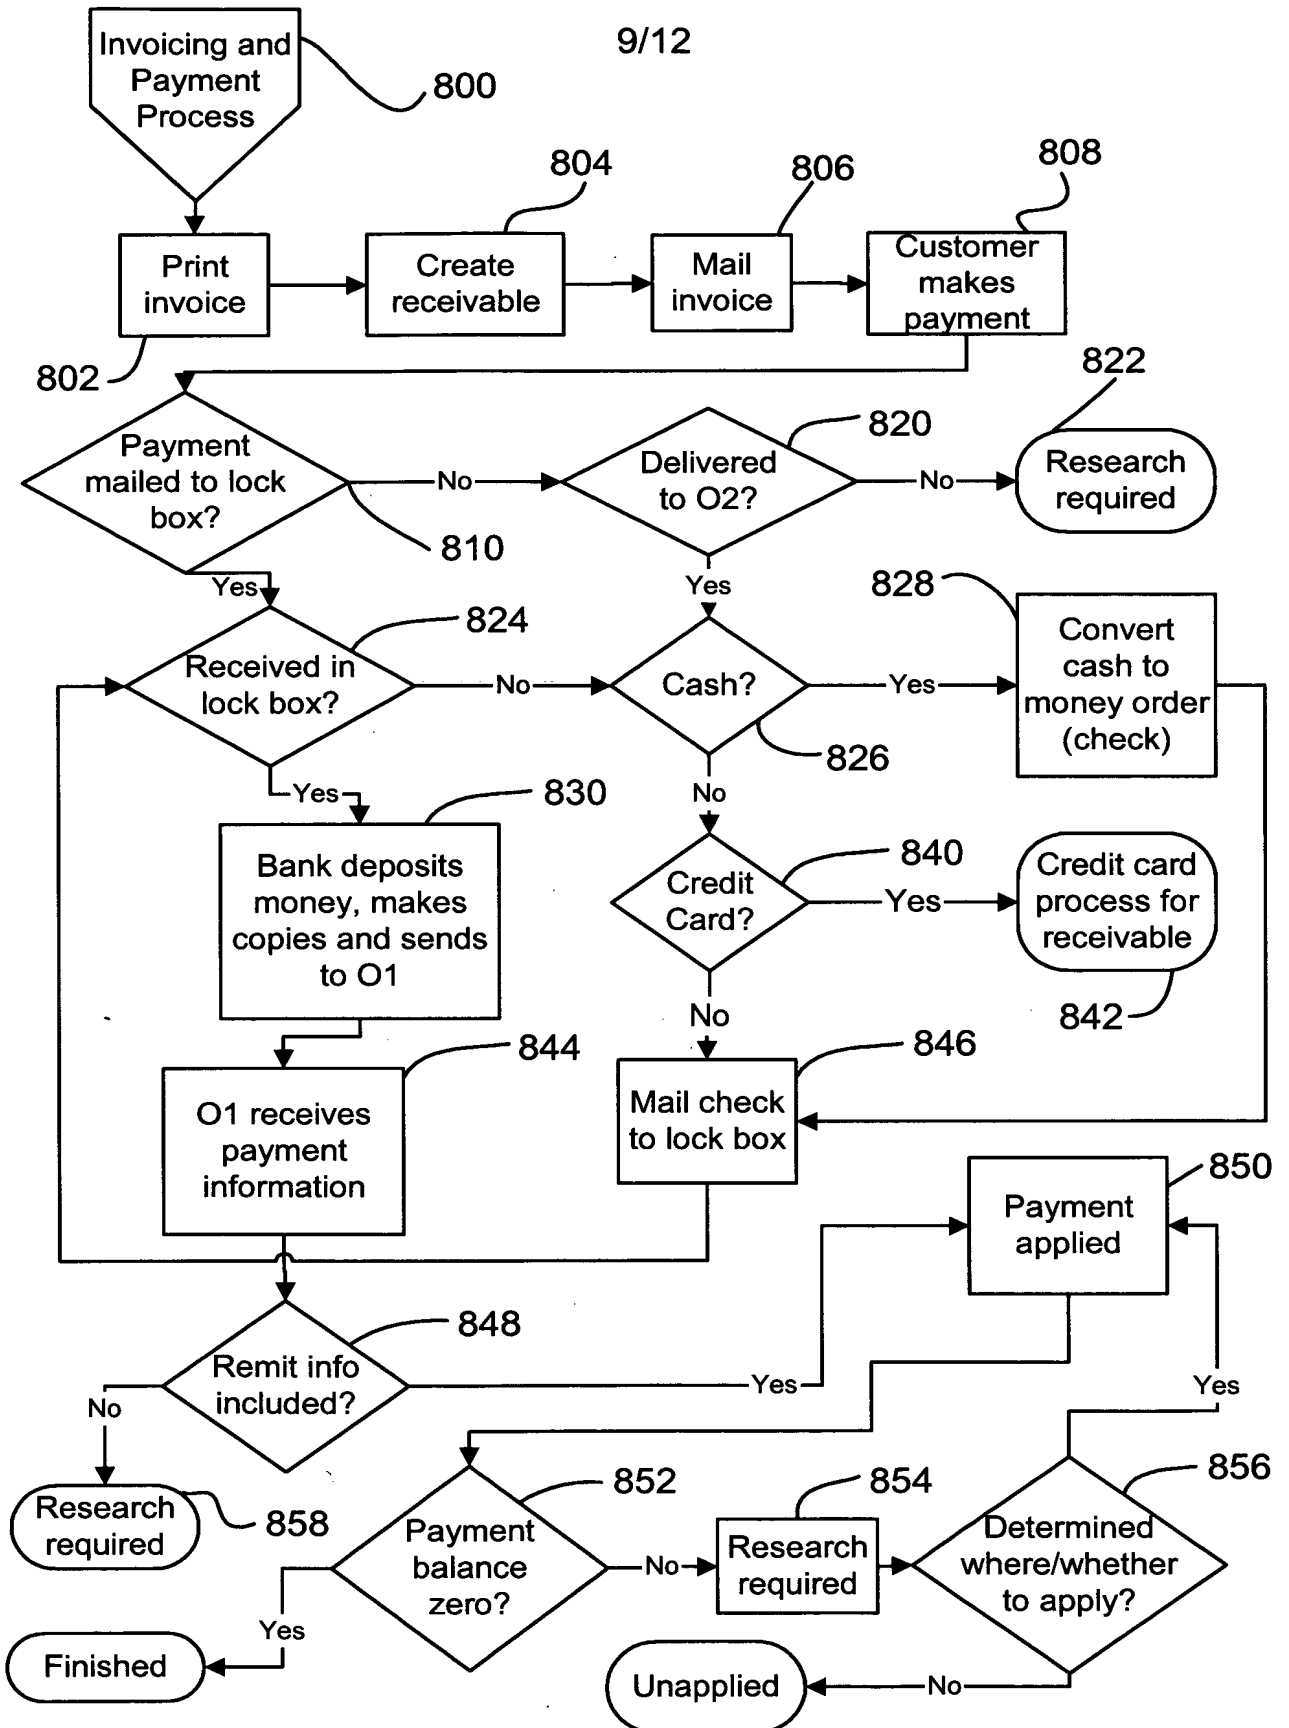 9/12
Invoicing and
Payment
Process
800
804
806
808
Print
invoice
Create
receivable
Mail
invoice
Customer
makes
payment
802
822
820
Payment
mailed to lock
box?
No
Delivered
to O2?
No
Research
required
810
Yes
Yes
828
824
Received in
lock box?
No
Cash?
Yes
Convert
cash to
money order
(check)
826
Yes
830
No
Bank deposits
money, makes
copies and sends
to O1
840
Credit
Card?
Yes
Credit card
process for
receivable
842
No
844
846
O1 receives
payment
information
Mail check
to lock box
850
Payment
applied
848
Remit info
included?
Yes
Yes
No
Research
required
858
852
854
856
Payment
balance
zero?
No
Research
required
Determined
where/whether
to apply?
Yes
Finished
No
Unapplied